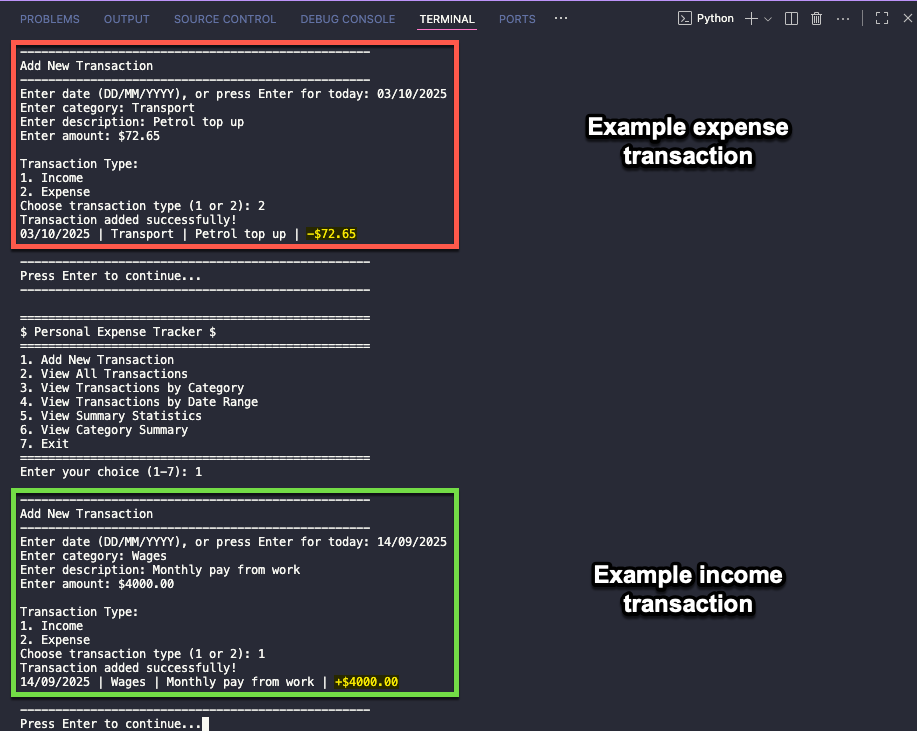 PROBLEMS OUTPUT SOURCE CONTROL DEBUG CONSOLE TERMINAL PORTS ··· Python
--------------------------------------------------
Add New Transaction
--------------------------------------------------
Enter date (DD/MM/YYYY), or press Enter for today: 03/10/2025
Enter category: Transport
Enter description: Petrol top up
Enter amount: $72.65
Transaction Type:
1. Income
2. Expense
Choose transaction type (1 or 2): 2
Transaction added successfully!
03/10/2025 | Transport | Petrol top up | -$72.65
Example expense
transaction
--------------------------------------------------
Press Enter to continue...
--------------------------------------------------
==================================================
$ Personal Expense Tracker $
==================================================
1. Add New Transaction
2. View All Transactions
3. View Transactions by Category
4. View Transactions by Date Range
5. View Summary Statistics
6. View Category Summary
7. Exit
==================================================
Enter your choice (1-7): 1
--------------------------------------------------
Add New Transaction
--------------------------------------------------
Enter date (DD/MM/YYYY), or press Enter for today: 14/09/2025
Enter category: Wages
Enter description: Monthly pay from work
Enter amount: $4000.00
Transaction Type:
1. Income
2. Expense
Choose transaction type (1 or 2): 1
Transaction added successfully!
14/09/2025 | Wages | Monthly pay from work | +$4000.00
Example income
transaction
--------------------------------------------------
Press Enter to continue...